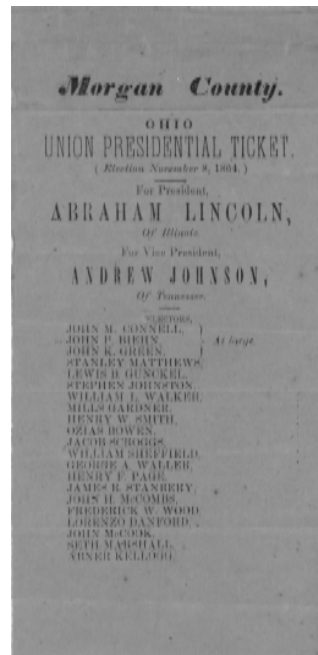 Morgan County.
OHIO
UNION PRESIDENTIAL TICKET.
( Election November 8, 1864. )
For President,
ABRAHAM LINCOLN,
Of Illinois.
For Vice President,
ANDREW JOHNSON,
Of Tennessee.
ELECTORS,
JOHN M. CONNELL,
JOHN P. BIEHN, } At large.
JOHN K. GREEN,
STANLEY MATTHEWS,
LEWIS B. GUNCKEL,
STEPHEN JOHNSTON,
WILLIAM L. WALKER,
MILLS GARDNER,
HENRY W. SMITH,
OZIAS BOWEN,
JACOB SCROGGS,
WILLIAM SHEFFIELD,
GEORGE A. WALLER,
HENRY F. PAGE,
JAMES R. STANBERY,
JOHN H. McCOMBS,
FREDERICK W. WOOD,
LORENZO DANFORD,
JOHN McCOOK,
SETH MARSHALL,
ABNER KELLOGG.